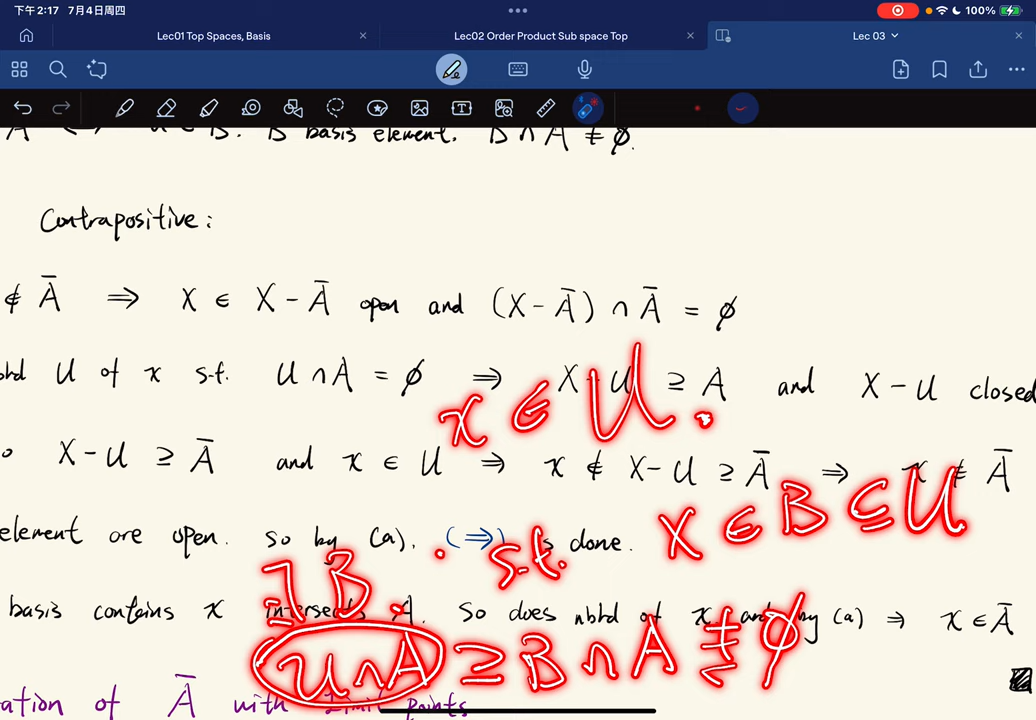 下午2:17 7月4日周四
100%
Lec01 Top Spaces, Basis
Lec02 Order Product Sub space Top
Lec 03
B. B basis element. B ∩ A ≠ ∅.
Contrapositive:
∉ Ā ⇒ x ∈ X - Ā open and (X - Ā) ∩ Ā = ∅
nbhd U of x s.t. U ∩ A = ∅ ⇒ X - U ≥ A and X - U closed
x ∈ U.
X - U ≥ Ā and x ∈ U ⇒ x ∉ X - U ≥ Ā ⇒ x ∉ Ā
x ∈ B ⊆ U
element are open. so by (a). (⇒) is done.
∃ B s.t.
basis contains x intersects A. So does nbhd of x and by (a) ⇒ x ∈ Ā
U ∩ A ≥ B ∩ A ≠ ∅
ation of Ā with limit points